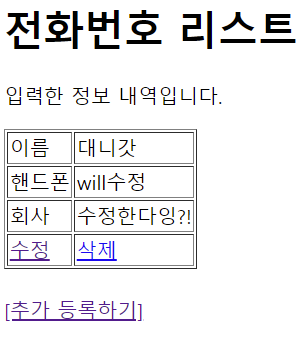 전화번호 리스트
입력한 정보 내역입니다.
이름 대니갓
핸드폰 will수정
회사 수정한다잉?!
수정 삭제
[추가 등록하기]